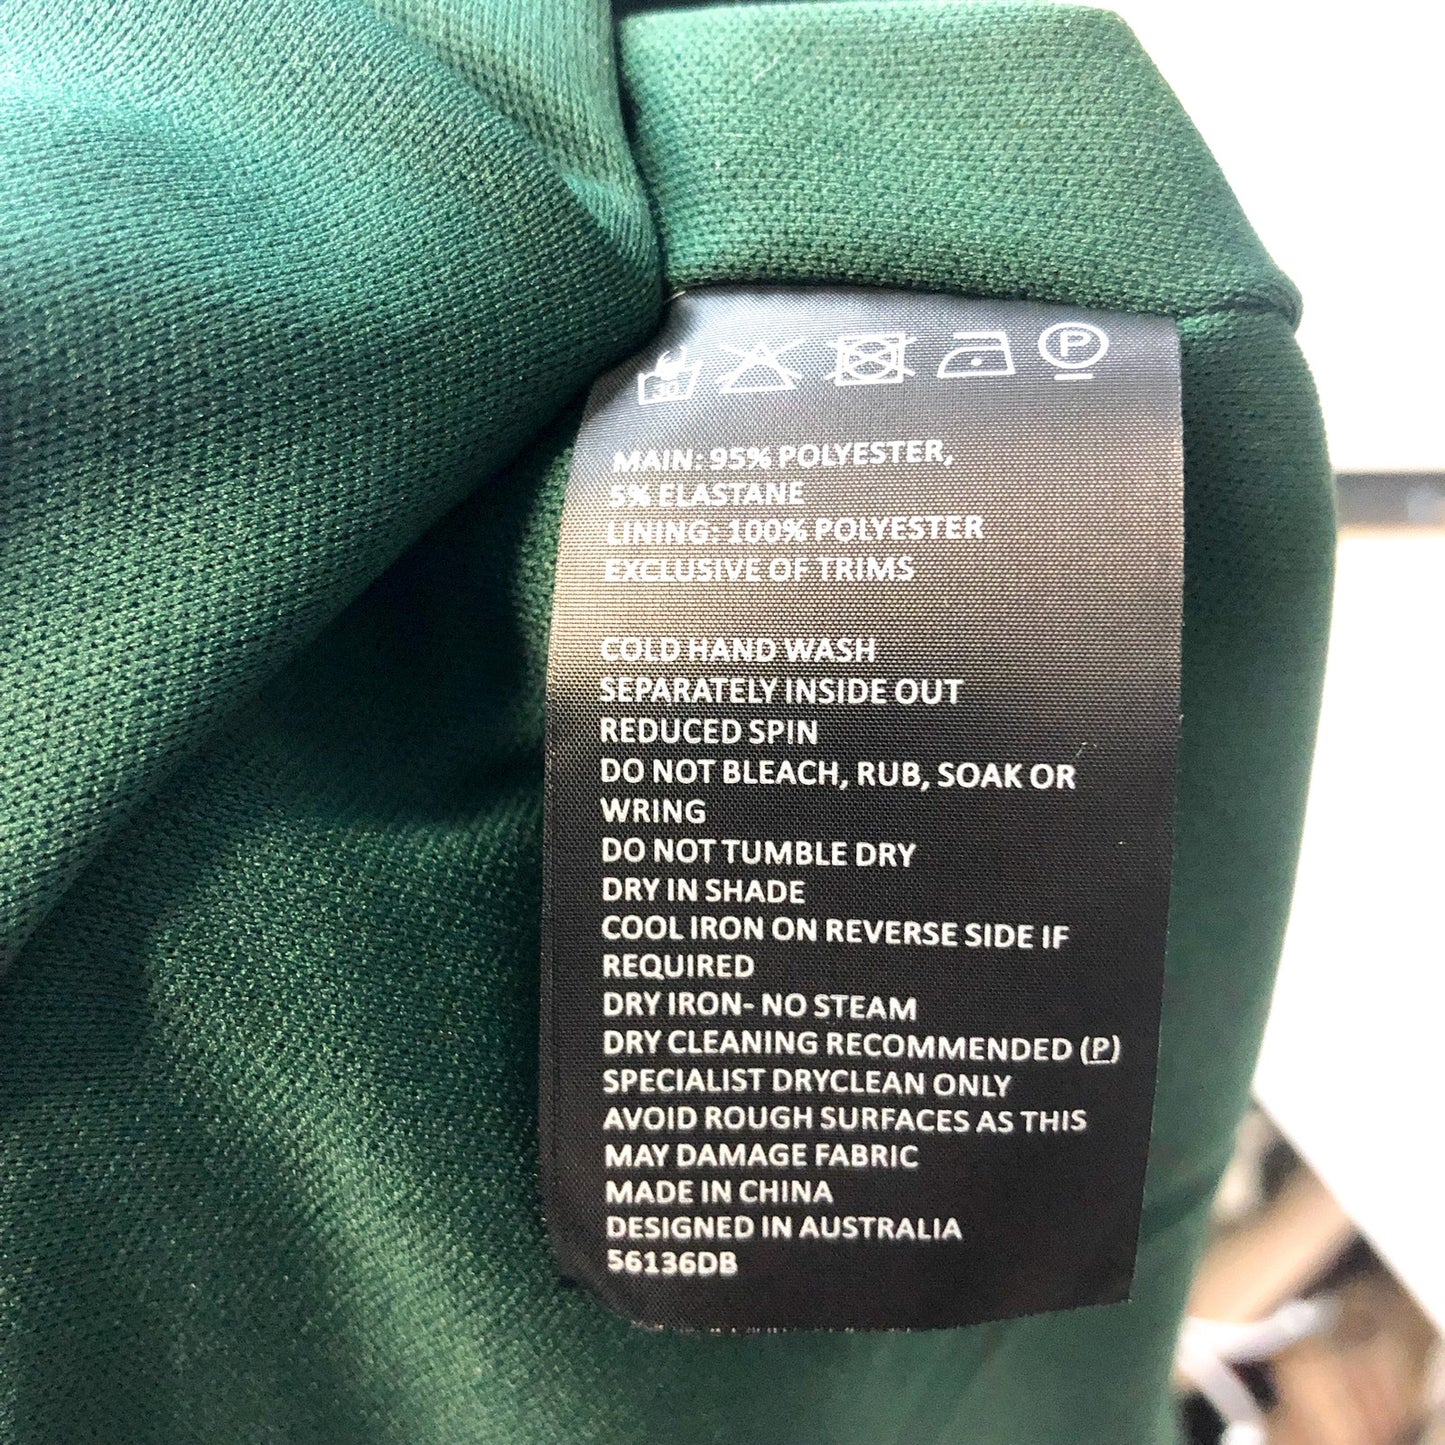 30
P
MAIN: 95% POLYESTER,
5% ELASTANE
LINING: 100% POLYESTER
EXCLUSIVE OF TRIMS
COLD HAND WASH
SEPARATELY INSIDE OUT
REDUCED SPIN
DO NOT BLEACH, RUB, SOAK OR
WRING
DO NOT TUMBLE DRY
DRY IN SHADE
COOL IRON ON REVERSE SIDE IF
REQUIRED
DRY IRON- NO STEAM
DRY CLEANING RECOMMENDED (P)
SPECIALIST DRYCLEAN ONLY
AVOID ROUGH SURFACES AS THIS
MAY DAMAGE FABRIC
MADE IN CHINA
DESIGNED IN AUSTRALIA
56136DB